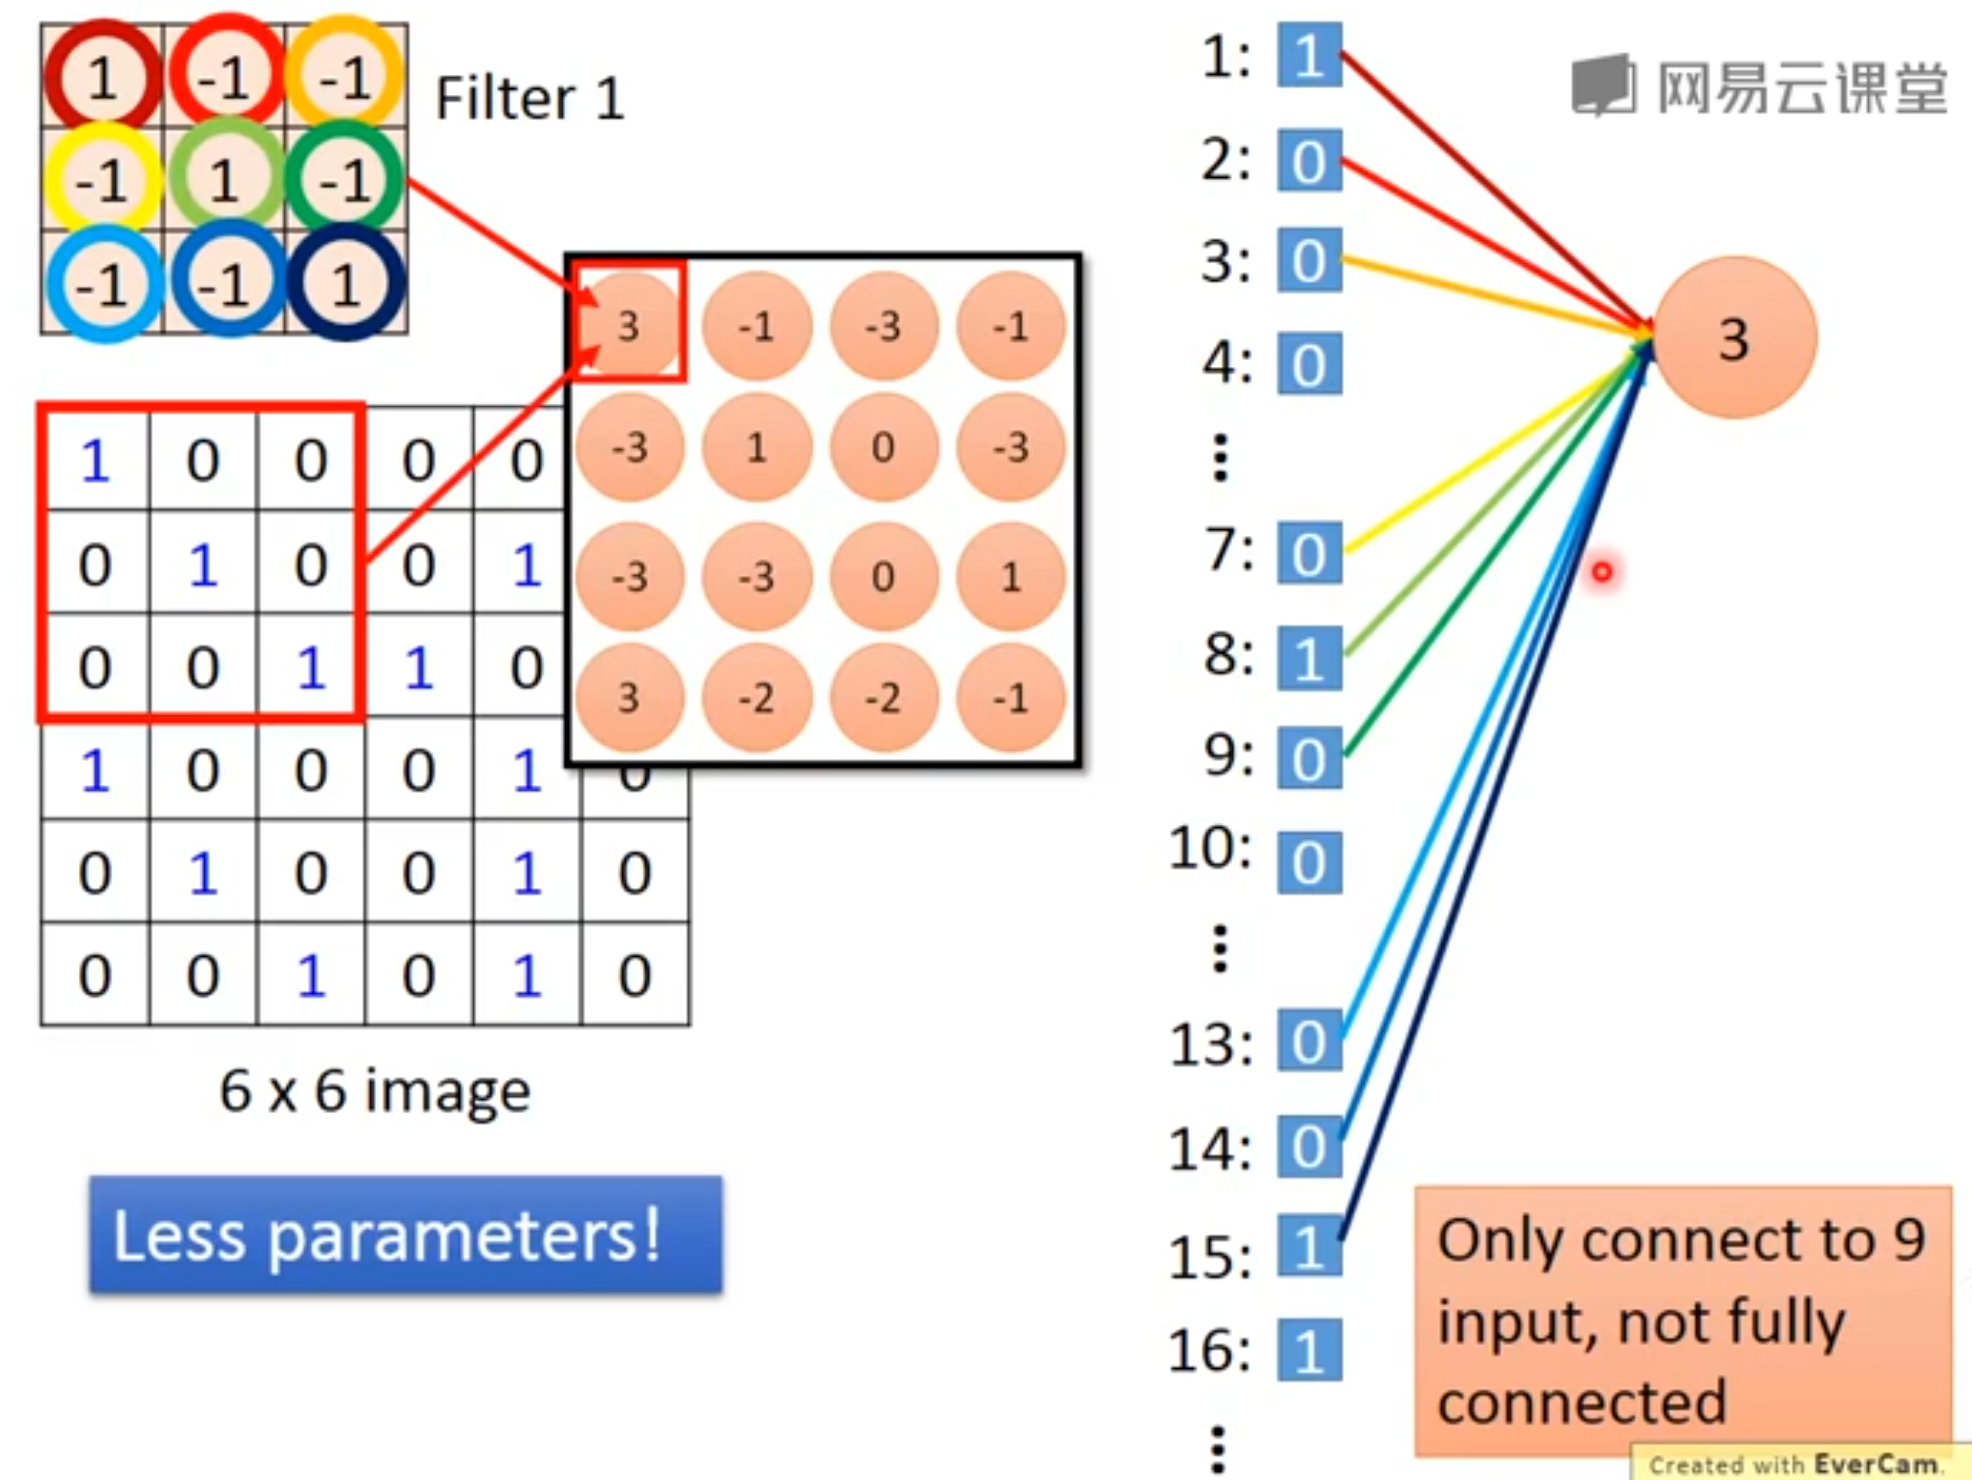 1 -1 -1
Filter 1
-1 1 -1
-1 -1 1
1 0 0 0 0
0 1 0 0 1
0 0 1 1 0
1 0 0 0 1 0
0 1 0 0 1 0
0 0 1 0 1 0
6 x 6 image
3 -1 -3 -1
-3 1 0 -3
-3 -3 0 1
3 -2 -2 -1
Less parameters!
1: 1
2: 0
3: 0
4: 0
⋮
7: 0
8: 1
9: 0
10: 0
⋮
13: 0
14: 0
15: 1
16: 1
⋮
3
网易云课堂
Only connect to 9
input, not fully
connected
Created with EverCam.